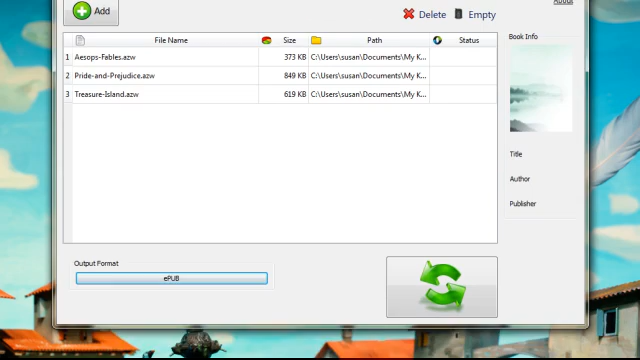 About
Add
Delete Empty
File Name Size Path Status
1 Aesops-Fables.azw 373 KB C:\Users\susan\Documents\My K...
2 Pride-and-Prejudice.azw 849 KB C:\Users\susan\Documents\My K...
3 Treasure-Island.azw 619 KB C:\Users\susan\Documents\My K...
Book Info
Title
Author
Publisher
Output Format
ePUB